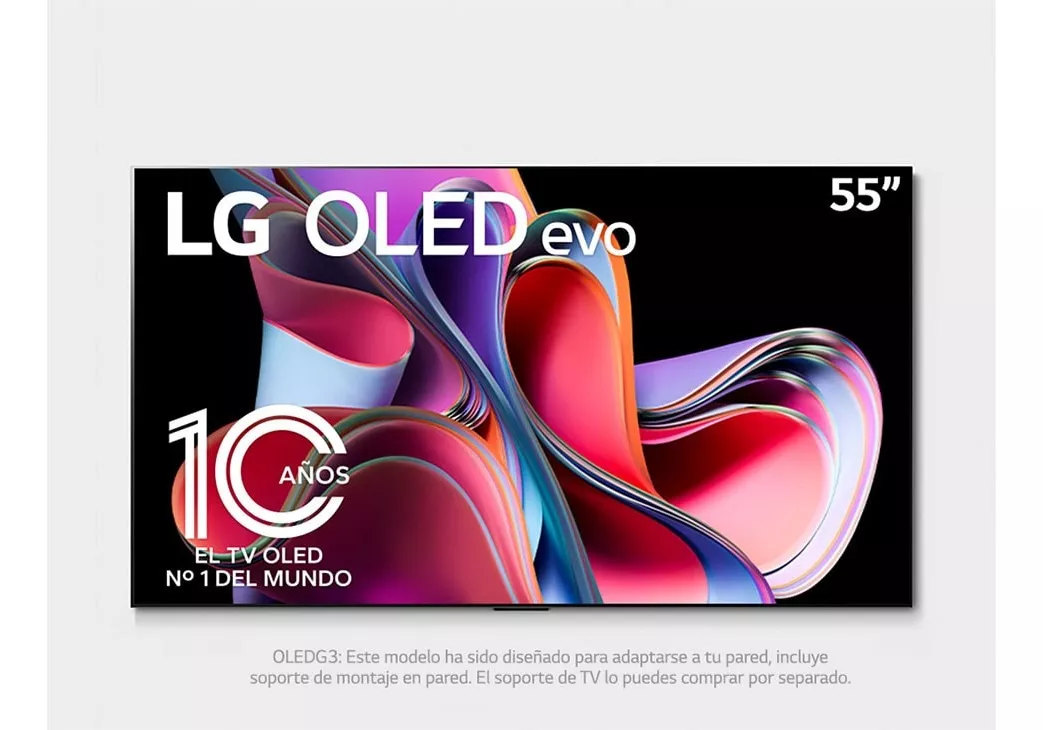 LG OLED evo
55”
10 AÑOS
EL TV OLED
Nº 1 DEL MUNDO
OLEDG3: Este modelo ha sido diseñado para adaptarse a tu pared, incluye
soporte de montaje en pared. El soporte de TV lo puedes comprar por separado.